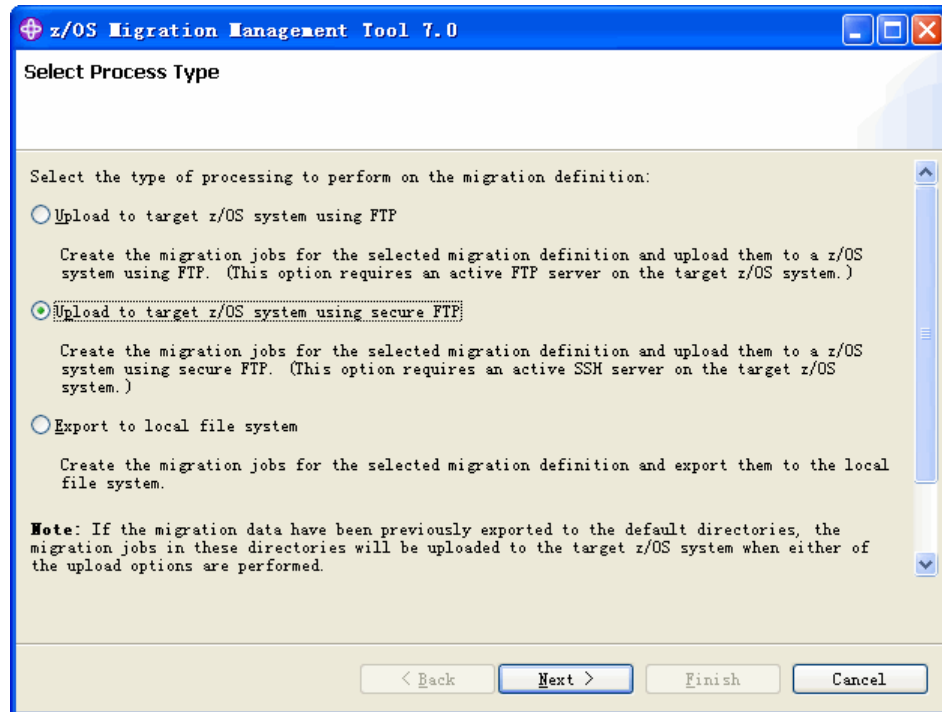 z/OS Migration Management Tool 7.0
Select Process Type
Select the type of processing to perform on the migration definition:
Upload to target z/OS system using FTP
Create the migration jobs for the selected migration definition and upload them to a z/OS
system using FTP. (This option requires an active FTP server on the target z/OS system.)
Upload to target z/OS system using secure FTP
Create the migration jobs for the selected migration definition and upload them to a z/OS
system using secure FTP. (This option requires an active SSH server on the target z/OS
system.)
Export to local file system
Create the migration jobs for the selected migration definition and export them to the local
file system.
Note: If the migration data have been previously exported to the default directories, the
migration jobs in these directories will be uploaded to the target z/OS system when either of
the upload options are performed.
< Back Next > Finish Cancel